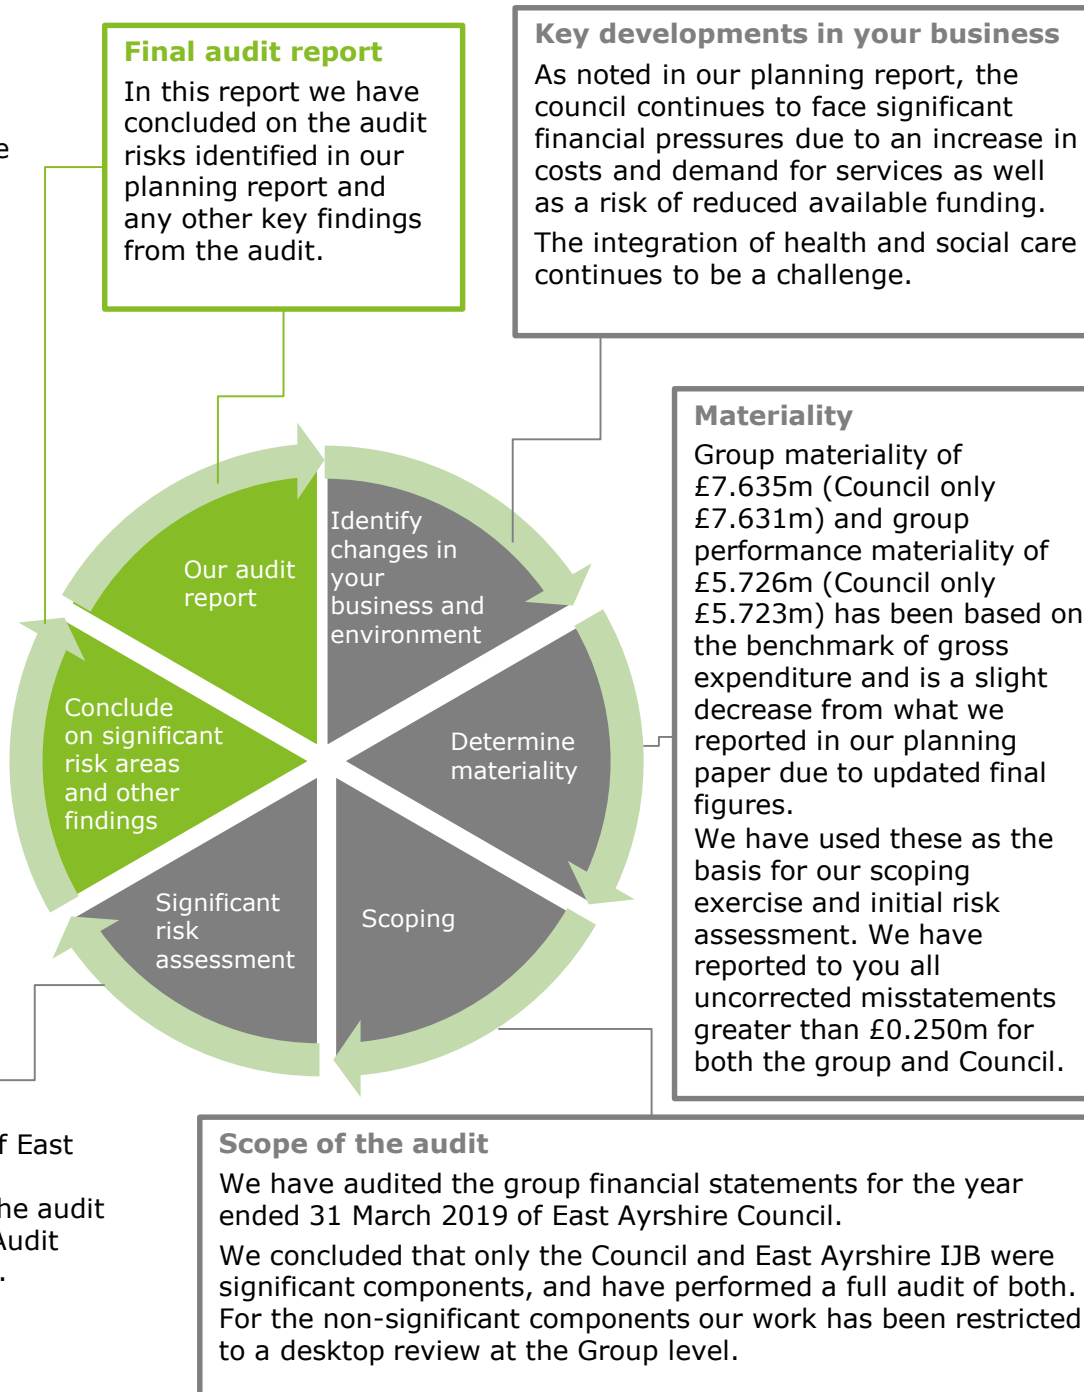 Final audit report
In this report we have
concluded on the audit
risks identified in our
planning report and
any other key findings
from the audit.
Key developments in your business
As noted in our planning report, the
council continues to face significant
financial pressures due to an increase in
costs and demand for services as well
as a risk of reduced available funding.
The integration of health and social care
continues to be a challenge.
Identify
changes in
your
business and
environment
Our audit
report
Conclude
on significant
risk areas
and other
findings
Determine
materiality
Significant
risk
assessment
Scoping
Materiality
Group materiality of
£7.635m (Council only
£7.631m) and group
performance materiality of
£5.726m (Council only
£5.723m) has been based on
the benchmark of gross
expenditure and is a slight
decrease from what we
reported in our planning
paper due to updated final
figures.
We have used these as the
basis for our scoping
exercise and initial risk
assessment. We have
reported to you all
uncorrected misstatements
greater than £0.250m for
both the group and Council.
East
he audit
Audit
Scope of the audit
We have audited the group financial statements for the year
ended 31 March 2019 of East Ayrshire Council.
We concluded that only the Council and East Ayrshire IJB were
significant components, and have performed a full audit of both.
For the non-significant components our work has been restricted
to a desktop review at the Group level.